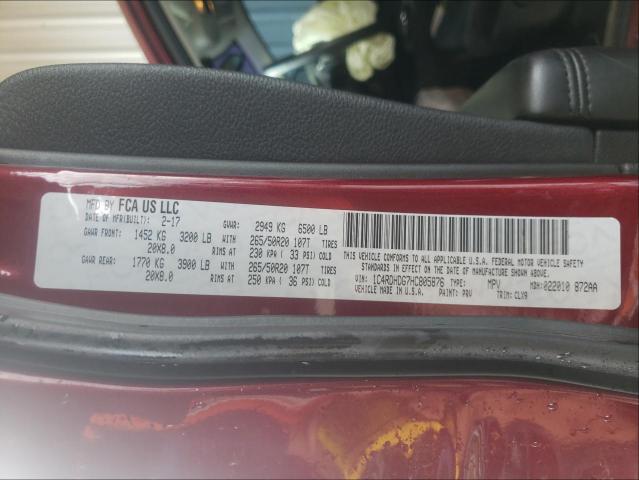 MFD BY FCA US LLC
DATE OF MFR(BUILT): 2-17 GVWR: 2949 KG 6500 LB
GAWR FRONT: 1452 KG 3200 LB WITH 265/50R20 107T TIRES
20X8.0 RIMS AT 230 KPA ( 33 PSI) COLD
GAWR REAR: 1770 KG 3900 LB WITH 265/50R20 107T TIRES
20X8.0 RIMS AT 250 KPA ( 36 PSI) COLD
THIS VEHICLE CONFORMS TO ALL APPLICABLE U.S.A. FEDERAL MOTOR VEHICLE SAFETY
STANDARDS IN EFFECT ON THE DATE OF MANUFACTURE SHOWN ABOVE.
VIN: 1C4RDHDG7HC805876 TYPE: MPV MDH: 022010 872AA
VEHICLE MADE IN U.S.A. PAINT: PRV TRIM: CLX9